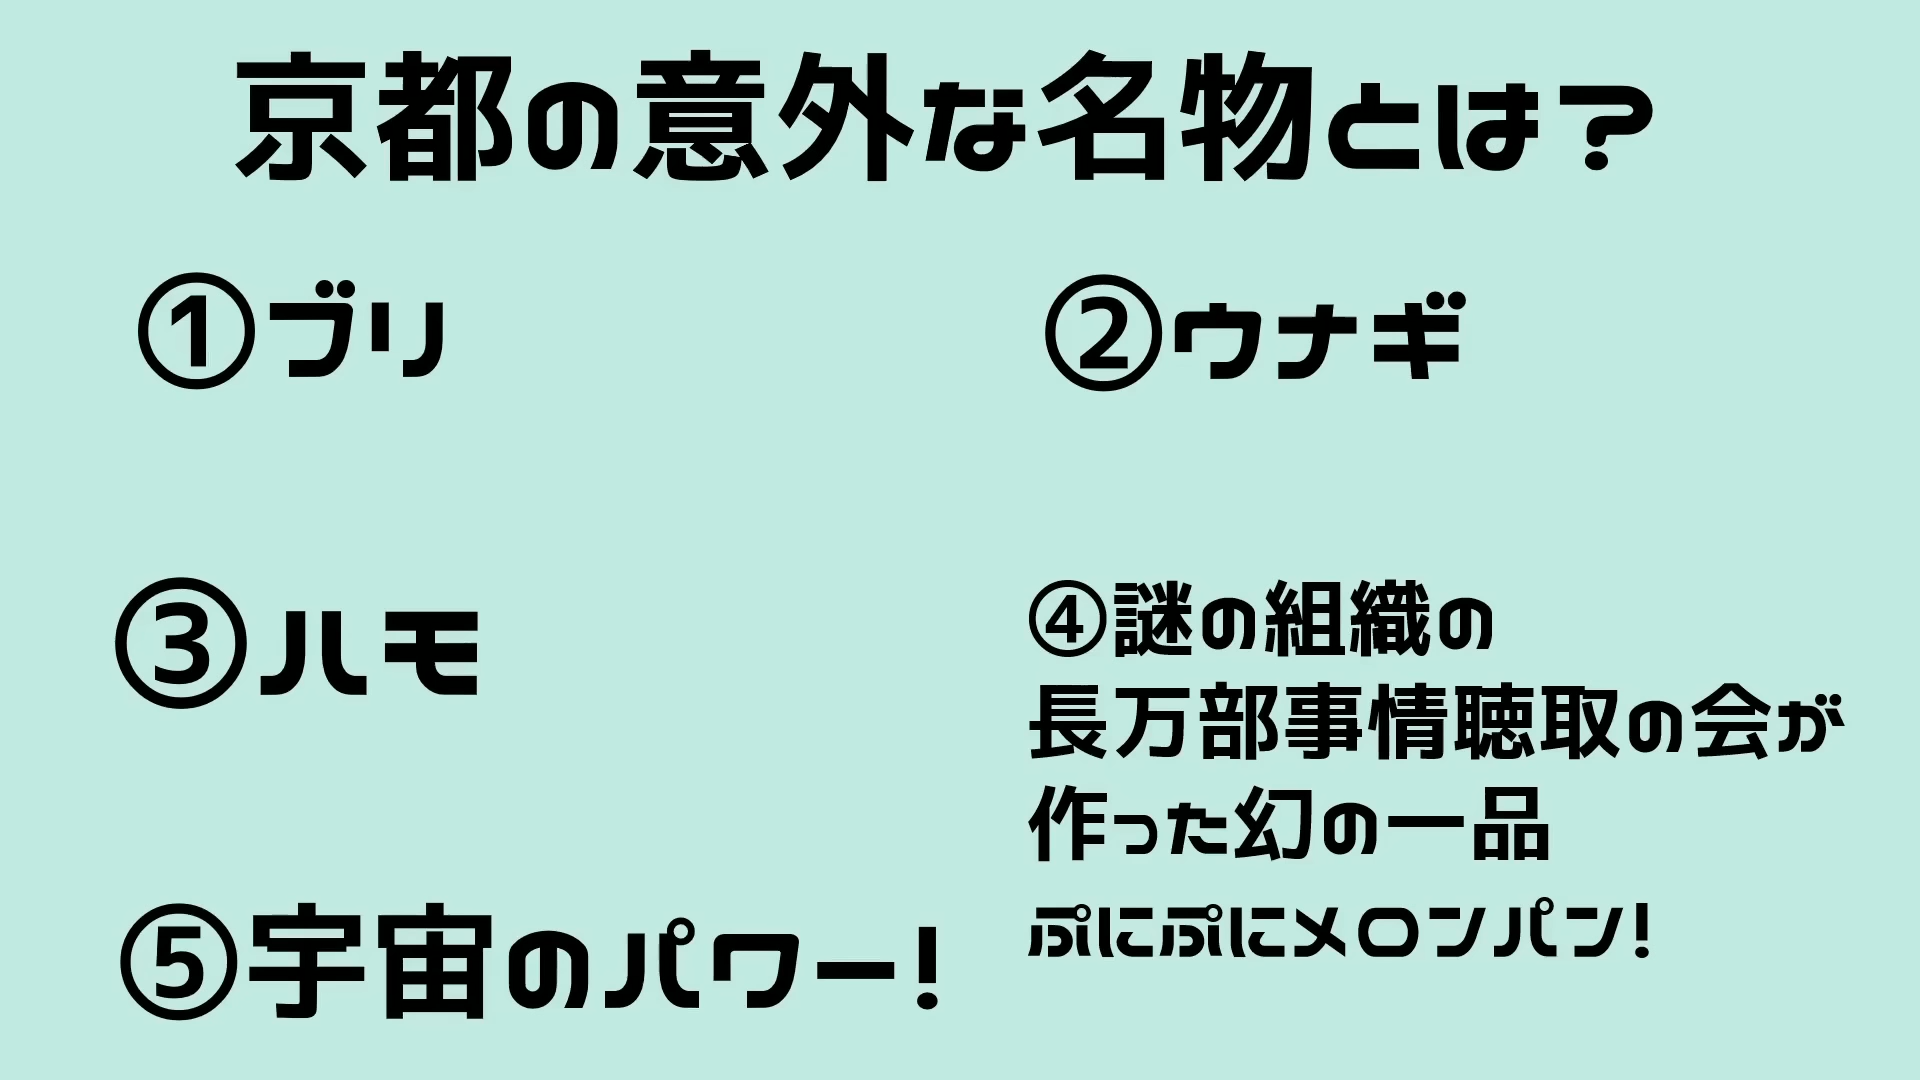 京都の意外な名物とは？
①ブリ
②ウナギ
③ハモ
④謎の組織の
長万部事情聴取の会が
作った幻の一品
ぷにぷにメロンパン！
⑤宇宙のパワー！